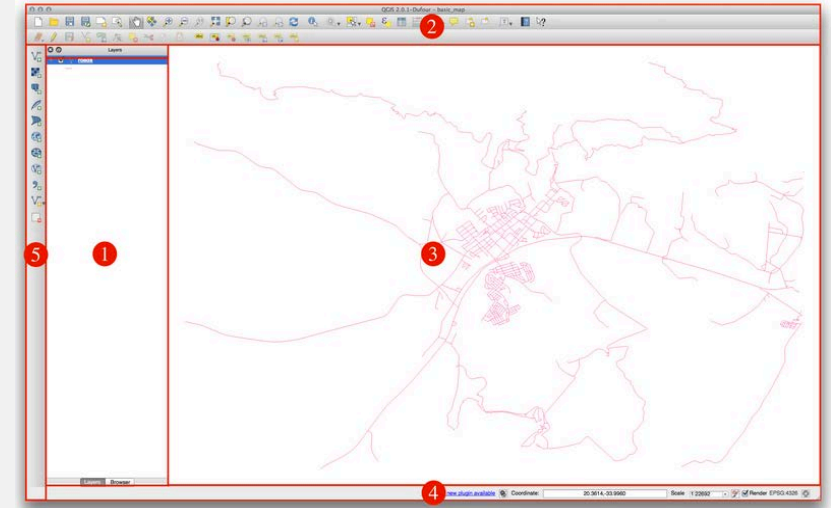 QGIS 2.0.1-Dufour - basic_map
2
Layers
5
1
3
Layers Browser
4
new plugin available Coordinate: 20.3614,-33.9960 Scale Render EPSG:4326